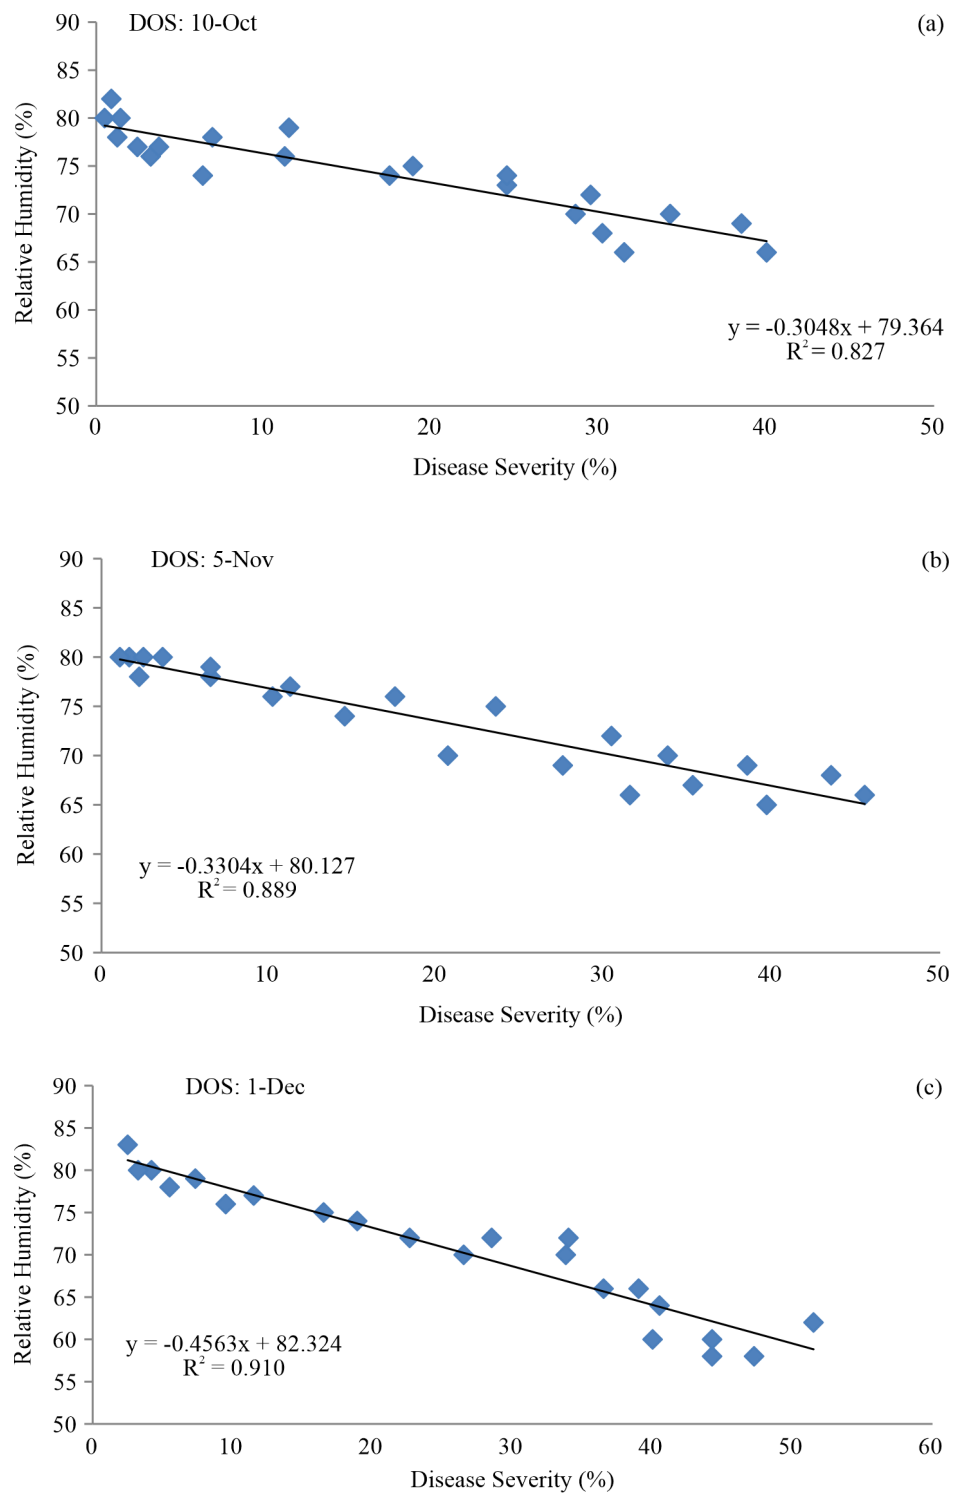 DOS: 10-Oct
(a)
90
85
80
75
70
65
60
55
50
Relative Humidity (%)
y = -0.3048x + 79.364
R² = 0.827
0 10 20 30 40 50
Disease Severity (%)
DOS: 5-Nov
(b)
90
85
80
75
70
65
60
55
50
Relative Humidity (%)
y = -0.3304x + 80.127
R² = 0.889
0 10 20 30 40 50
Disease Severity (%)
DOS: 1-Dec
(c)
90
85
80
75
70
65
60
55
50
Relative Humidity (%)
y = -0.4563x + 82.324
R² = 0.910
0 10 20 30 40 50 60
Disease Severity (%)